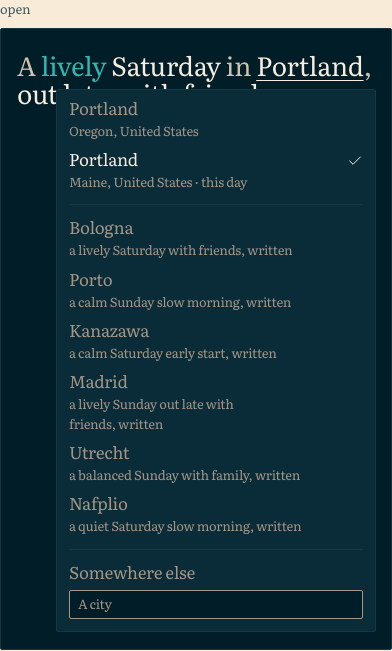 open
A lively Saturday in Portland,
out
Portland
Oregon, United States
Portland
Maine, United States · this day
Bologna
a lively Saturday with friends, written
Porto
a calm Sunday slow morning, written
Kanazawa
a calm Saturday early start, written
Madrid
a lively Sunday out late with
friends, written
Utrecht
a balanced Sunday with family, written
Nafplio
a quiet Saturday slow morning, written
Somewhere else
A city